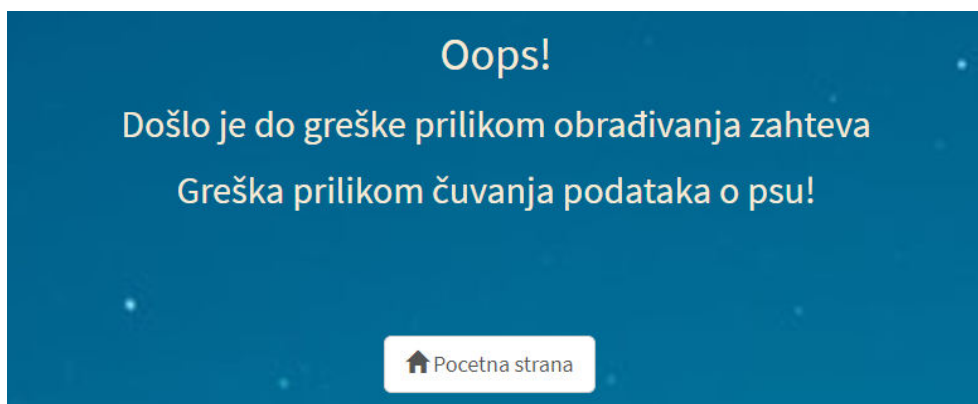 Oops!
Došlo je do greške prilikom obrađivanja zahteva
Greška prilikom čuvanja podataka o psu!
Pocetna strana